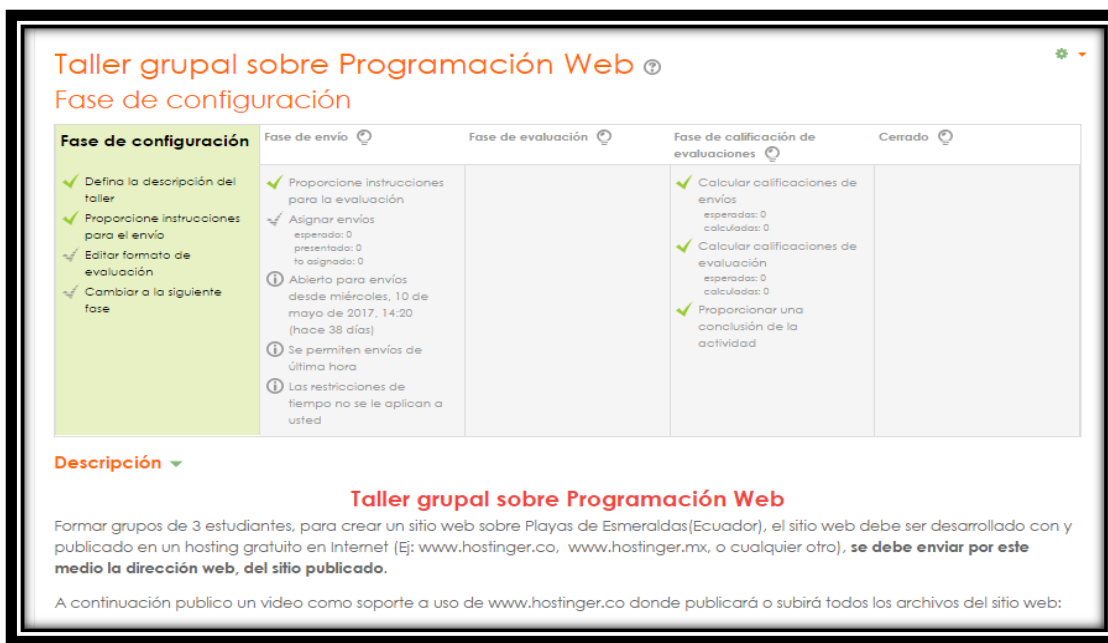 Taller grupal sobre Programación Web
Fase de configuración
Fase de configuración
Defina la descripción del
taller
Proporcione instrucciones
para el envío
Editar formato de
evaluación
Cambiar a la siguiente
fase
Fase de envío
Proporcione instrucciones
para la evaluación
Asignar envíos
esperado: 0
presentado: 0
to asignado: 0
Abierto para envíos
desde miércoles, 10 de
mayo de 2017, 14:20
(hace 38 días)
Se permiten envíos de
última hora
Las restricciones de
tiempo no se le aplican a
usted
Fase de evaluación
Fase de calificación de
evaluaciones
Calcular calificaciones de
envíos
esperadas: 0
calculadas: 0
Calcular calificaciones de
evaluación
esperadas: 0
calculadas: 0
Proporcionar una
conclusión de la
actividad
Cerrado
Descripción
Taller grupal sobre Programación Web
Formar grupos de 3 estudiantes, para crear un sitio web sobre Playas de Esmeraldas(Ecuador), el sitio web debe ser desarrollado con y
publicado en un hosting gratuito en Internet (Ej: www.hostinger.co, www.hostinger.mx, o cualquier otro), se debe enviar por este
medio la dirección web, del sitio publicado.
A continuación publico un video como soporte a uso de www.hostinger.co donde publicará o subirá todos los archivos del sitio web: